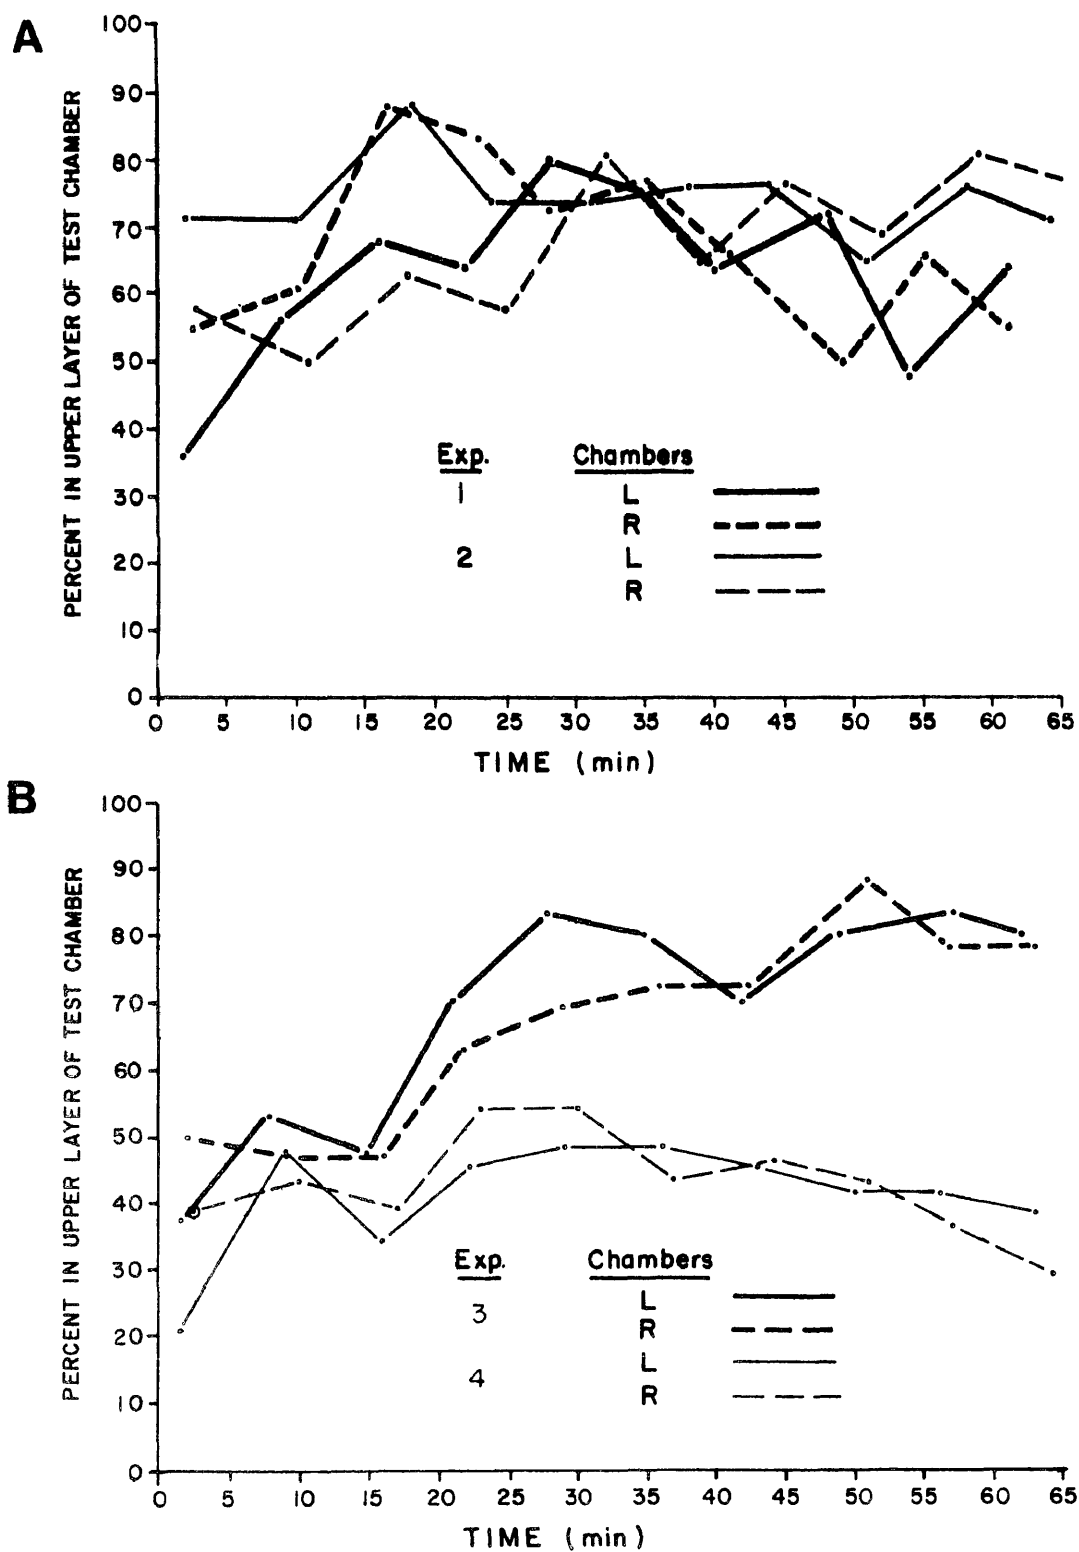 A
PERCENT IN UPPER LAYER OF TEST CHAMBER
100
90
80
70
60
50
40
30
20
10
0
Exp. Chambers
1 L
R
2 L
R
0 5 10 15 20 25 30 35 40 45 50 55 60 65
TIME (min)
B
PERCENT IN UPPER LAYER OF TEST CHAMBER
100
90
80
70
60
50
40
30
20
10
0
Exp. Chambers
3 L
R
4 L
R
0 5 10 15 20 25 30 35 40 45 50 55 60 65
TIME (min)